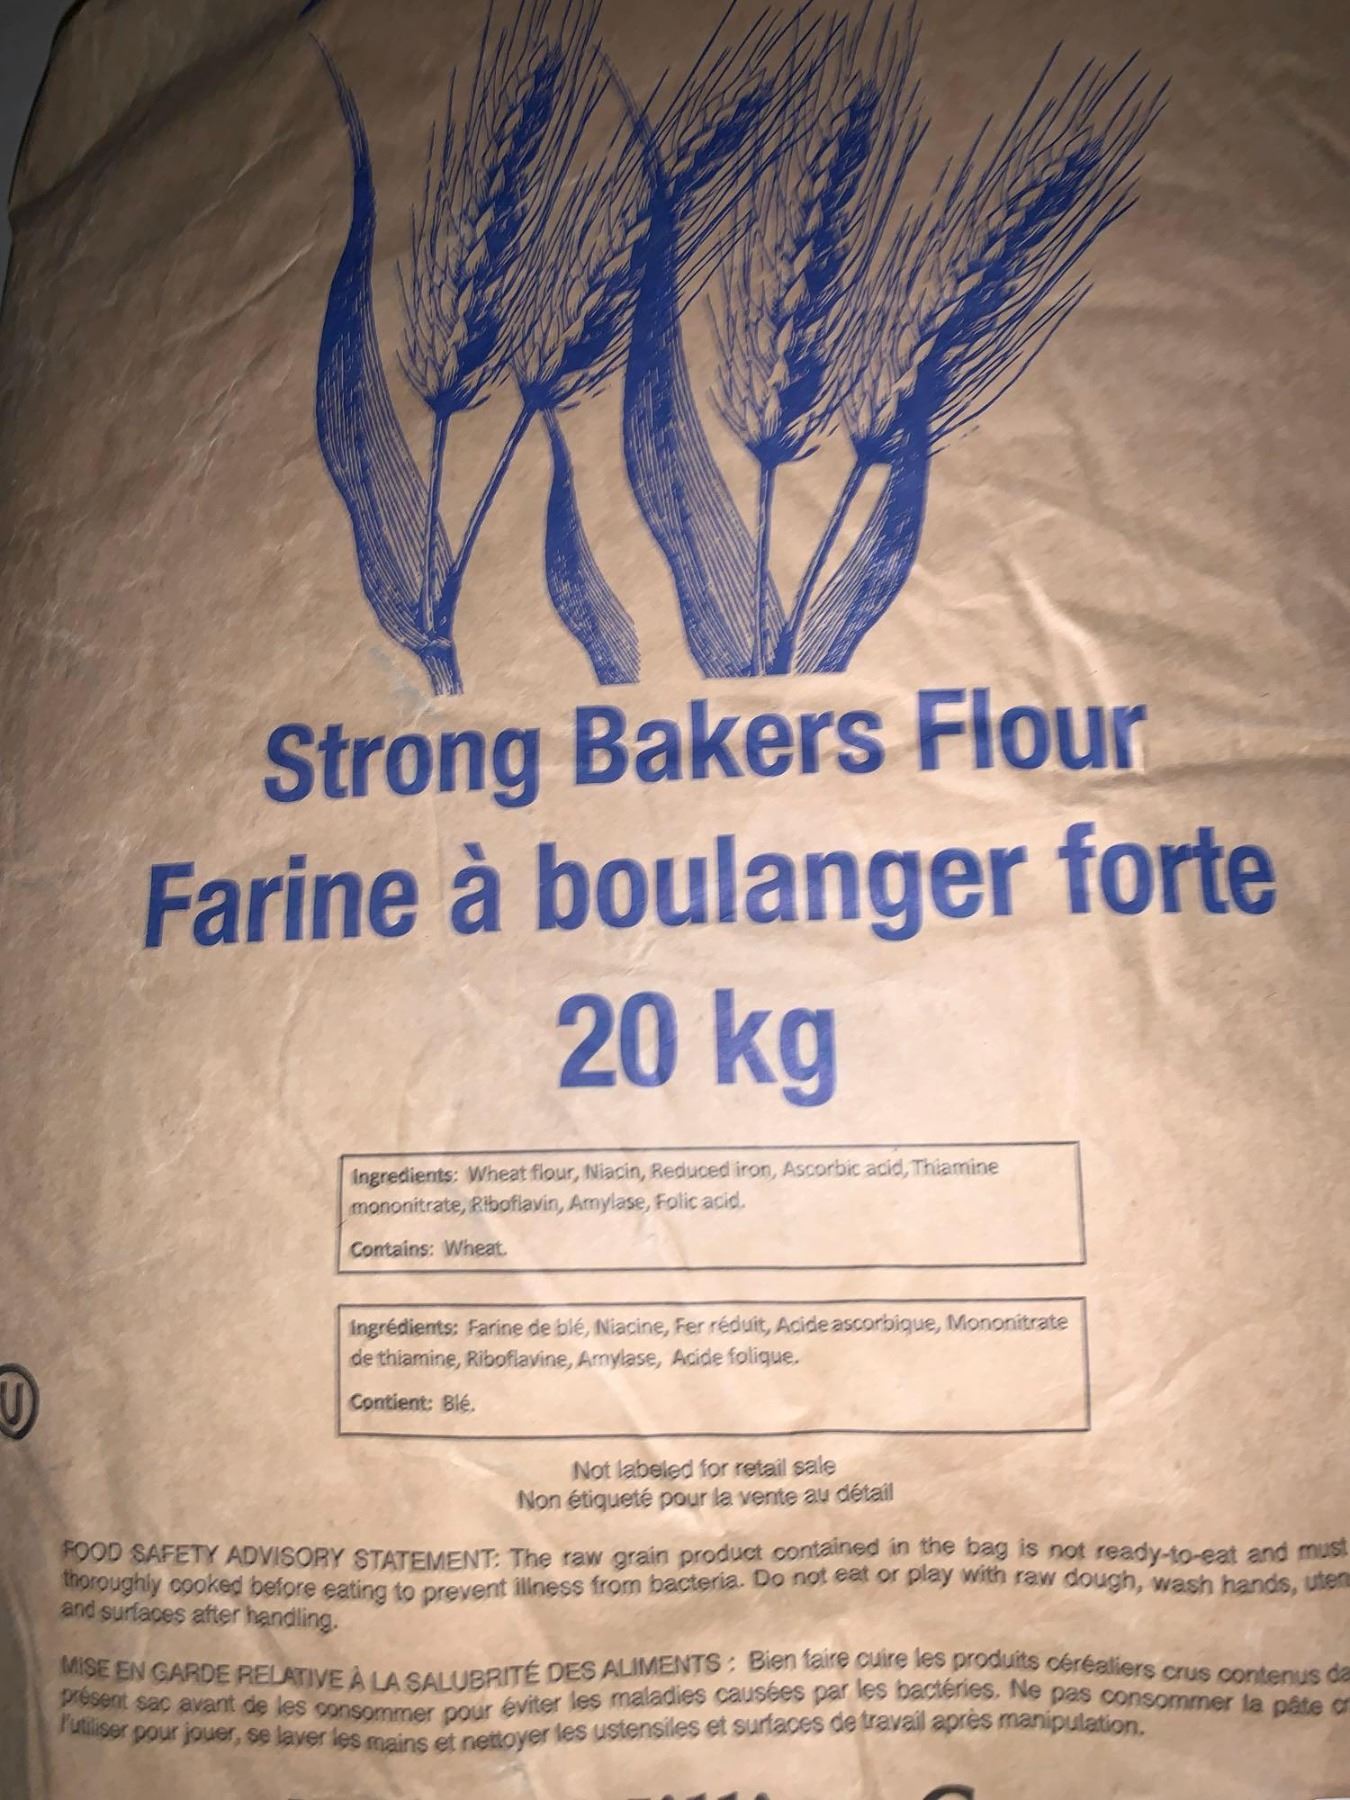 Strong Bakers Flour
Farine à boulanger forte
20 kg
Ingredients: Wheat flour, Niacin, Reduced iron, Ascorbic acid, Thiamine
mononitrate, Riboflavin, Amylase, Folic acid.
Contains: Wheat.
Ingrédients: Farine de blé, Niacine, Fer réduit, Acide ascorbique, Mononitrate
de thiamine, Riboflavine, Amylase, Acide folique.
Contient: Blé.
U
Not labeled for retail sale
Non étiqueté pour la vente au détail
FOOD SAFETY ADVISORY STATEMENT: The raw grain product contained in the bag is not ready-to-eat and must
thoroughly cooked before eating to prevent illness from bacteria. Do not eat or play with raw dough, wash hands,
and surfaces after handling.
MISE EN GARDE RELATIVE À LA SALUBRITÉ DES ALIMENTS : Bien faire cuire les produits céréaliers crus contenus
présent sac avant de les consommer pour éviter les maladies causées par les bactéries. Ne pas consommer la pâte
l'utiliser pour jouer, se laver les mains et nettoyer les ustensiles et surfaces de travail après manipulation.